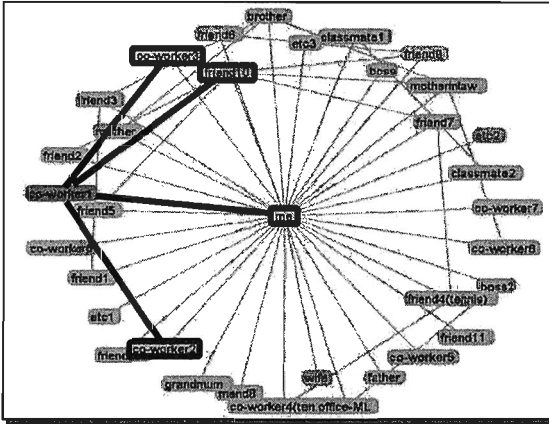 brother
friend6
classmate1
etc3
co-worker3
friend10
boss
motherinlaw
friend3
friend7
friend2
classmate2
co-worker1
friend5
me
co-worker7
co-worker8
friend1
boss2
friend4(tennis)
etc1
friend11
co-worker2
co-worker5
wife
father
grandmum
co-worker4(ten.office-ML